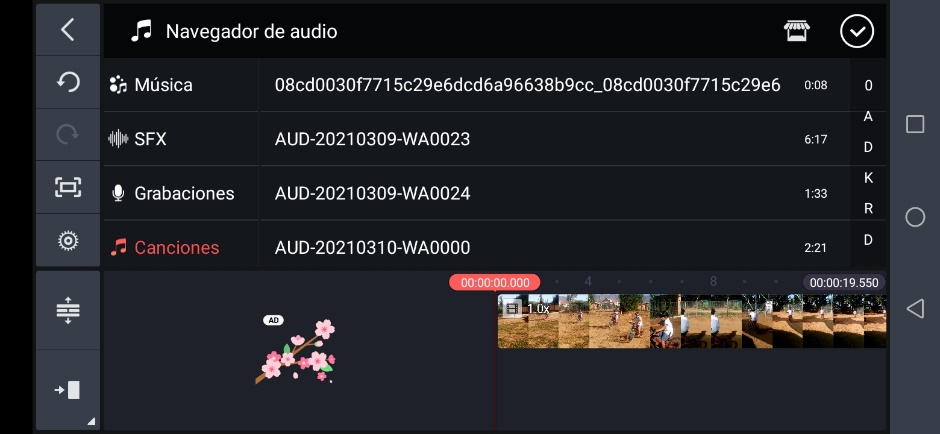 Navegador de audio
Música
08cd0030f7715c29e6dcd6a96638b9cc_08cd0030f7715c29e6
0:08
0
A
SFX
AUD-20210309-WA0023
6:17
D
Grabaciones
AUD-20210309-WA0024
1:33
K
R
Canciones
AUD-20210310-WA0000
2:21
D
00:00:00.000
4
8
00:00:19.550
AD
1.0x